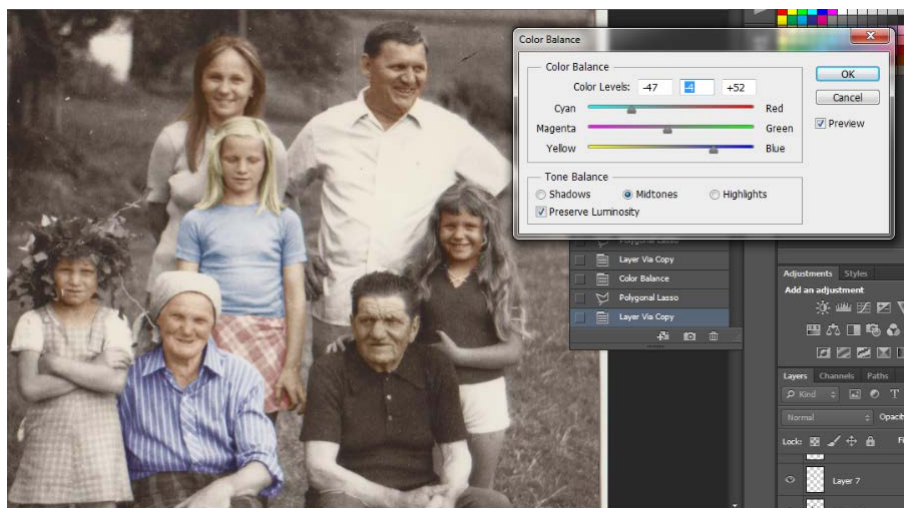 Color Balance
Color Balance
Color Levels: -47 -4 +52
Cyan Red
Magenta Green
Yellow Blue
Tone Balance
Shadows Midtones Highlights
Preserve Luminosity
OK
Cancel
Preview
Polygonal Lasso
Layer Via Copy
Color Balance
Polygonal Lasso
Layer Via Copy
Adjustments Styles
Add an adjustment
Layers Channels Paths
Kind T
Normal
Lock:
Layer 7